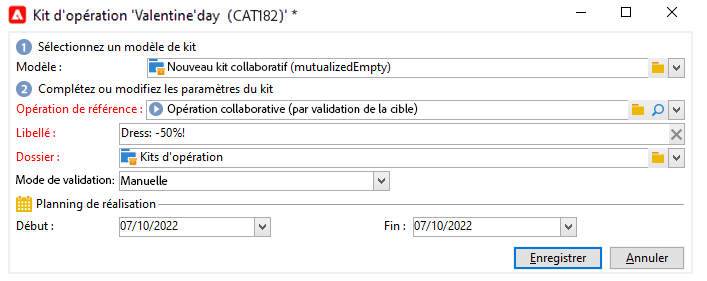 Kit d'opération 'Valentine'day (CAT182)' *
1 Sélectionnez un modèle de kit
Modèle : Nouveau kit collaboratif (mutualizedEmpty)
2 Complétez ou modifiez les paramètres du kit
Opération de référence : Opération collaborative (par validation de la cible)
Libellé : Dress: -50%!
Dossier : Kits d'opération
Mode de validation: Manuelle
Planning de réalisation
Début : 07/10/2022 Fin : 07/10/2022
Enregistrer Annuler